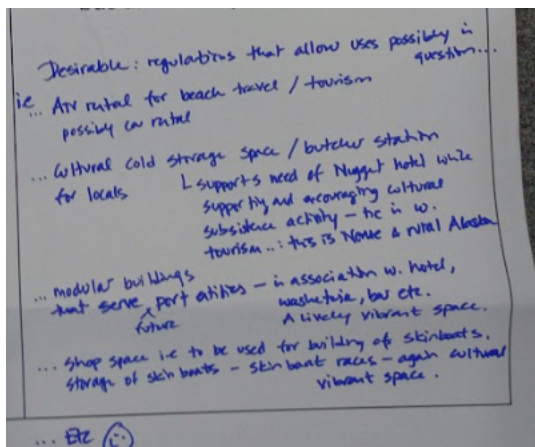 Desirable: regulations that allow uses possibly in
question...
i.e ... ATV rental for beach travel / tourism
possibly car rental
... Cultural cold storage space / butcher station
for locals
supports need of Nugget hotel while
supporting and encouraging cultural
subsistence activity – tie in w.
tourism..: this is Nome & rural Alaska
... modular buildings
that serve future port entities – in association w. hotel,
washeteria, bar etc.
A lively vibrant space.
... Shop space i.e to be used for building of skinboats.
storage of skin boats – skin boat races – again cultural
vibrant space.
... Etc